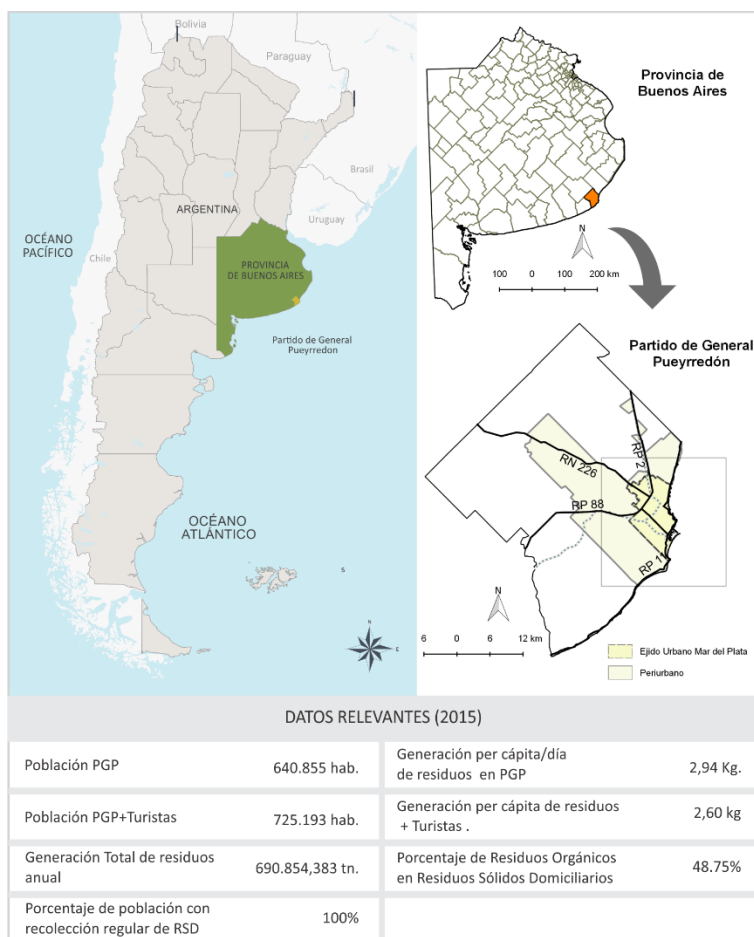 Bolivia
Paraguay
Brasil
ARGENTINA
Uruguay
OCÉANO
PACÍFICO
Chile
PROVINCIA
DE BUENOS AIRES
Partido de General
Pueyrredon
OCÉANO
ATLÁNTICO
S
N
E
Provincia de
Buenos Aires
N
100 0 100 200 km
Partido de General
Pueyrredón
RP 2
RN 226
RP 88
RP 11
N
6 0 6 12 km
Ejido Urbano Mar del Plata
Periurbano
DATOS RELEVANTES (2015)
Población PGP 640.855 hab.
Generación per cápita/día
de residuos en PGP 2,94 Kg.
Población PGP+Turistas 725.193 hab.
Generación per cápita de residuos
+ Turistas . 2,60 kg
Generación Total de residuos
anual 690.854,383 tn.
Porcentaje de Residuos Orgánicos
en Residuos Sólidos Domiciliarios 48.75%
Porcentaje de población con
recolección regular de RSD 100%